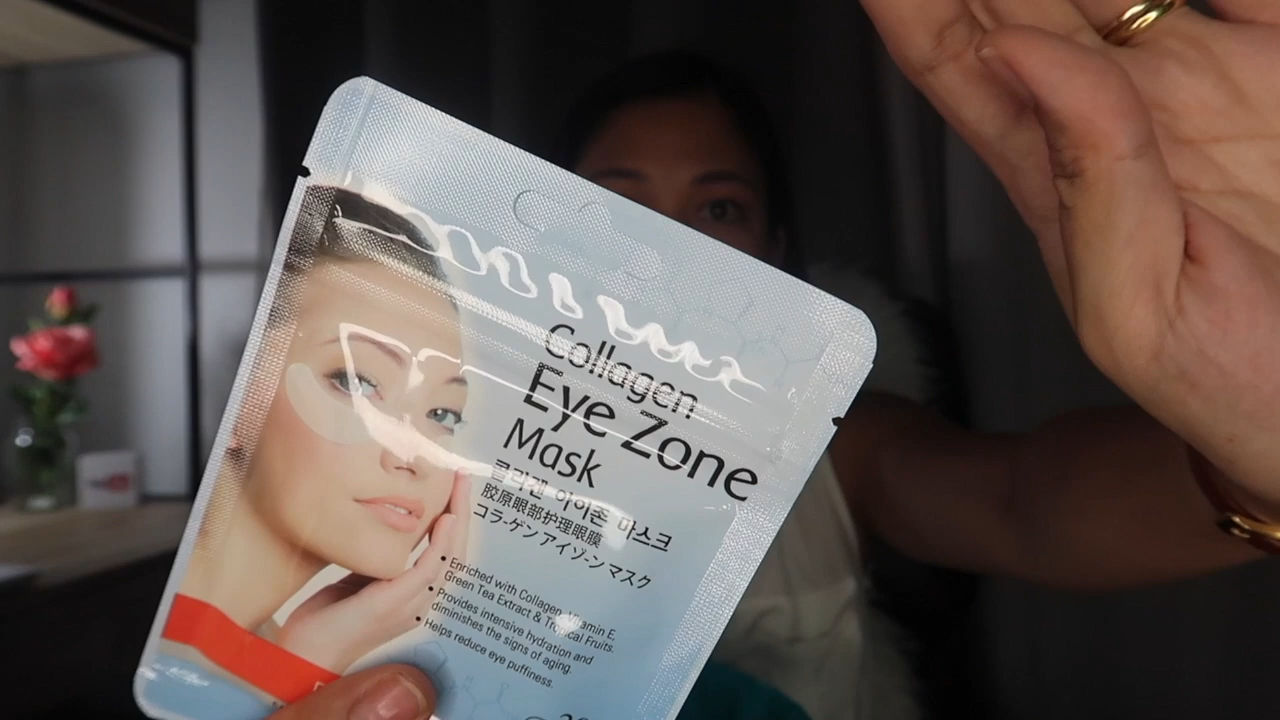 Collagen
Eye Zone
Mask
콜라겐 아이존 마스크
胶原眼部护理眼膜
コラーゲン アイゾーン マスク
• Enriched with Collagen, Vitamin E,
Green Tea Extract & Tropical Fruits.
• Provides intensive hydration and
diminishes the signs of aging.
• Helps reduce eye puffiness.